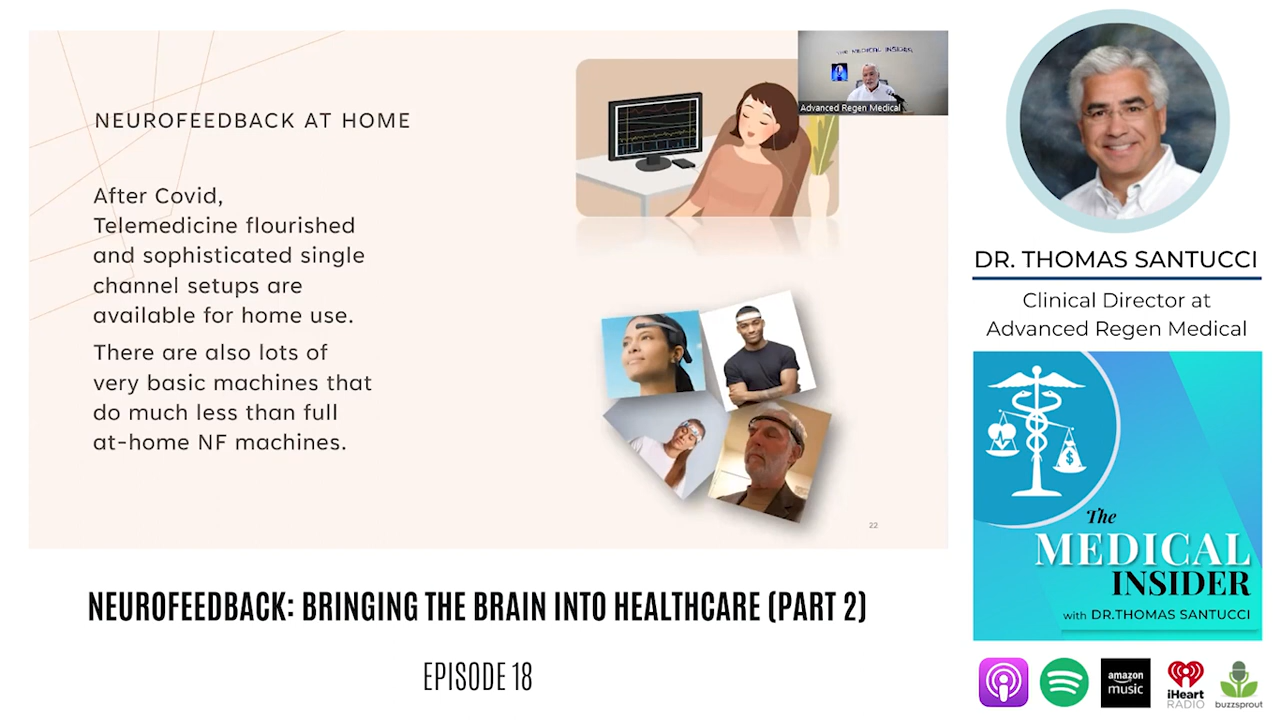 NEUROFEEDBACK AT HOME
After Covid,
Telemedicine flourished
and sophisticated single
channel setups are
available for home use.
There are also lots of
very basic machines that
do much less than full
at-home NF machines.
THE MEDICAL INSIDER
Advanced Regen Medical
22
NEUROFEEDBACK: BRINGING THE BRAIN INTO HEALTHCARE (PART 2)
EPISODE 18
DR. THOMAS SANTUCCI
Clinical Director at
Advanced Regen Medical
$
The
MEDICAL
INSIDER
with DR.THOMAS SANTUCCI
amazon
music
iHeart
RADIO
buzzsprout